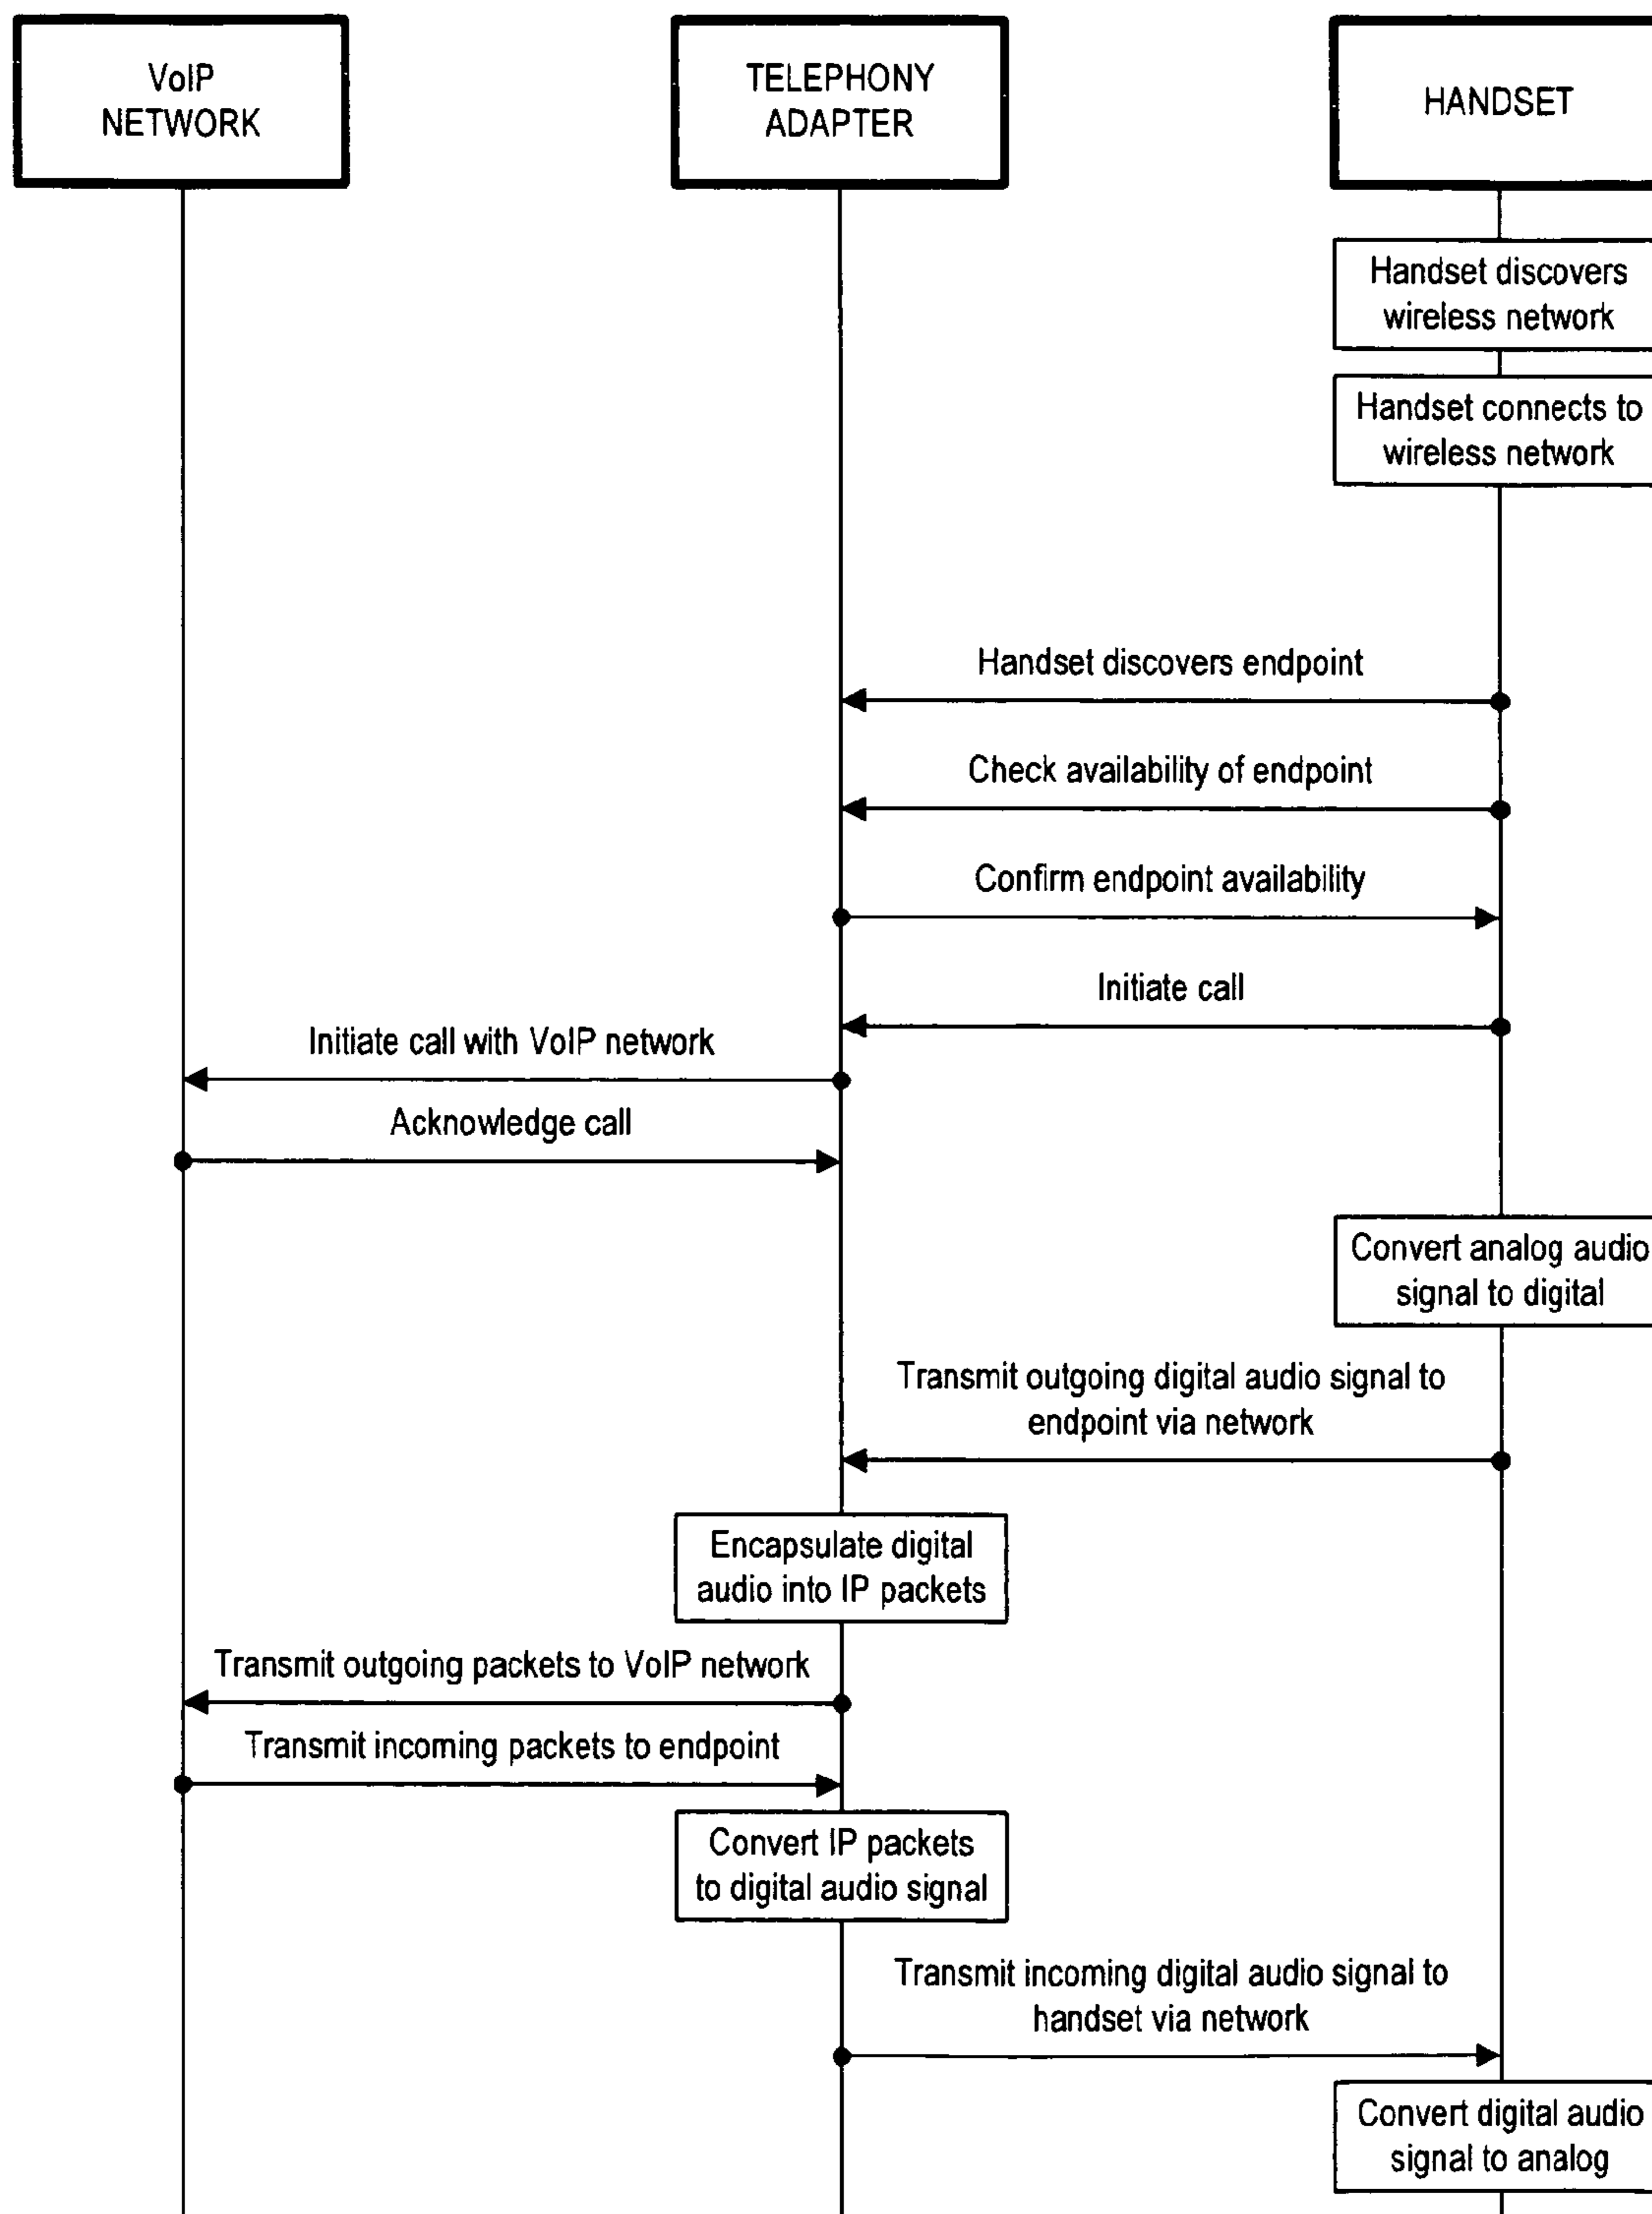 VoIP
NETWORK
TELEPHONY
ADAPTER
HANDSET
Handset discovers
wireless network
Handset connects to
wireless network
Handset discovers endpoint
Check availability of endpoint
Confirm endpoint availability
Initiate call
Initiate call with VoIP network
Acknowledge call
Convert analog audio
signal to digital
Transmit outgoing digital audio signal to
endpoint via network
Encapsulate digital
audio into IP packets
Transmit outgoing packets to VoIP network
Transmit incoming packets to endpoint
Convert IP packets
to digital audio signal
Transmit incoming digital audio signal to
handset via network
Convert digital audio
signal to analog